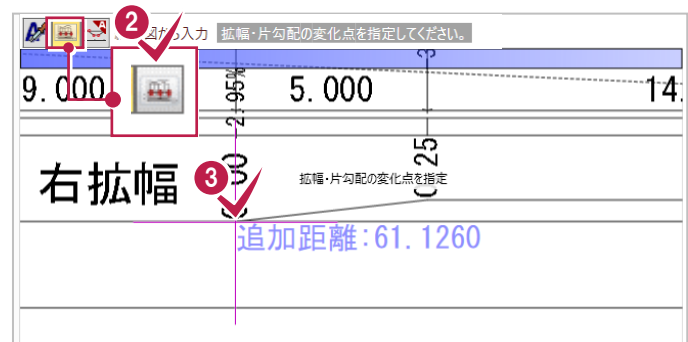 2 図から入力 拡幅・片勾配の変化点を指定してください。
9.000 5.000 14.
2.95%
右拡幅 3 拡幅・片勾配の変化点を指定
0.25
追加距離:61.1260